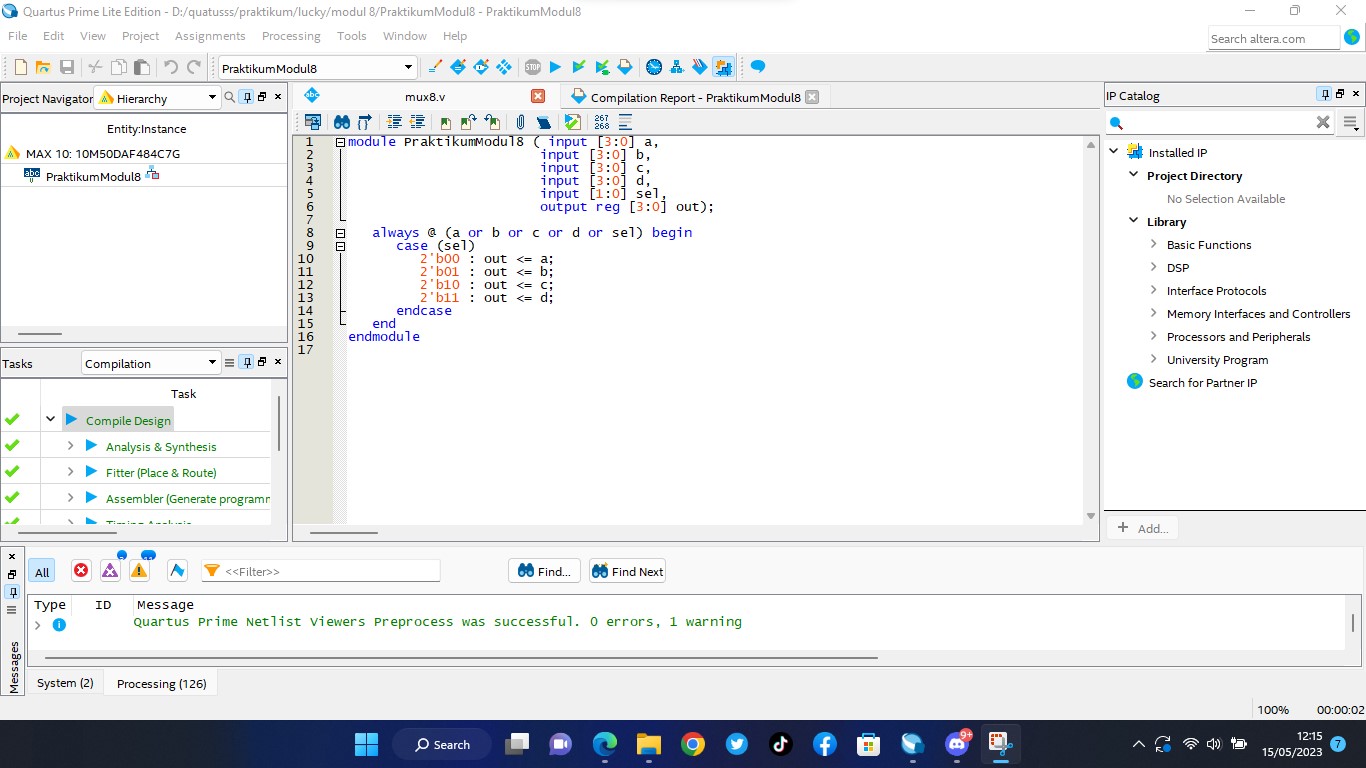 Quartus Prime Lite Edition - D:/quatusss/praktikum/lucky/modul 8/PraktikumModul8 - PraktikumModul8
File Edit View Project Assignments Processing Tools Window Help
Search altera.com
PraktikumModul8
Project Navigator Hierarchy
Entity:Instance
MAX 10: 10M50DAF484C7G
PraktikumModul8
Tasks Compilation
Task
Compile Design
Analysis & Synthesis
Fitter (Place & Route)
Assembler (Generate programm
Timing Analysis
mux8.v
Compilation Report - PraktikumModul8
267
268
1 module PraktikumModul8 ( input [3:0] a,
2 input [3:0] b,
3 input [3:0] c,
4 input [3:0] d,
5 input [1:0] sel,
6 output reg [3:0] out);
7
8 always @ (a or b or c or d or sel) begin
9 case (sel)
10 2'b00 : out <= a;
11 2'b01 : out <= b;
12 2'b10 : out <= c;
13 2'b11 : out <= d;
14 endcase
15 end
16 endmodule
17
IP Catalog
Installed IP
Project Directory
No Selection Available
Library
Basic Functions
DSP
Interface Protocols
Memory Interfaces and Controllers
Processors and Peripherals
University Program
Search for Partner IP
+ Add...
All <<Filter>> Find... Find Next
Type ID Message
Quartus Prime Netlist Viewers Preprocess was successful. 0 errors, 1 warning
Messages
System (2) Processing (126)
100% 00:00:02
Search
9+
12:15
15/05/2023
7